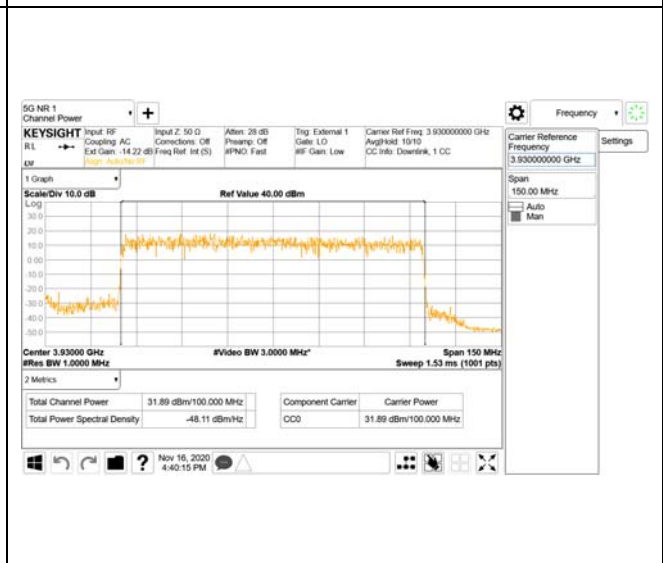 5G NR 1
Channel Power
Frequency
KEYSIGHT
RL
Input: RF
Coupling: AC
Ext Gain: -14.22 dB
Align: Auto/No RF
Input Z: 50 Ω
Corrections: Off
Freq Ref: Int (S)
Atten: 28 dB
Preamp: Off
#PNO: Fast
Trig: External 1
Gate: LO
#IF Gain: Low
Carrier Ref Freq: 3.930000000 GHz
Avg|Hold: 10/10
CC Info: Downlink, 1 CC
Carrier Reference
Frequency
3.930000000 GHz
Settings
Span
150.00 MHz
Auto
Man
1 Graph
Scale/Div 10.0 dB
Ref Value 40.00 dBm
Log
30.0
20.0
10.0
0.00
-10.0
-20.0
-30.0
-40.0
-50.0
Center 3.93000 GHz
#Video BW 3.0000 MHz*
Span 150 MHz
#Res BW 1.0000 MHz
Sweep 1.53 ms (1001 pts)
2 Metrics
Total Channel Power 31.89 dBm/100.000 MHz
Total Power Spectral Density -48.11 dBm/Hz
Component Carrier Carrier Power
CC0 31.89 dBm/100.000 MHz
Nov 16, 2020
4:40:15 PM